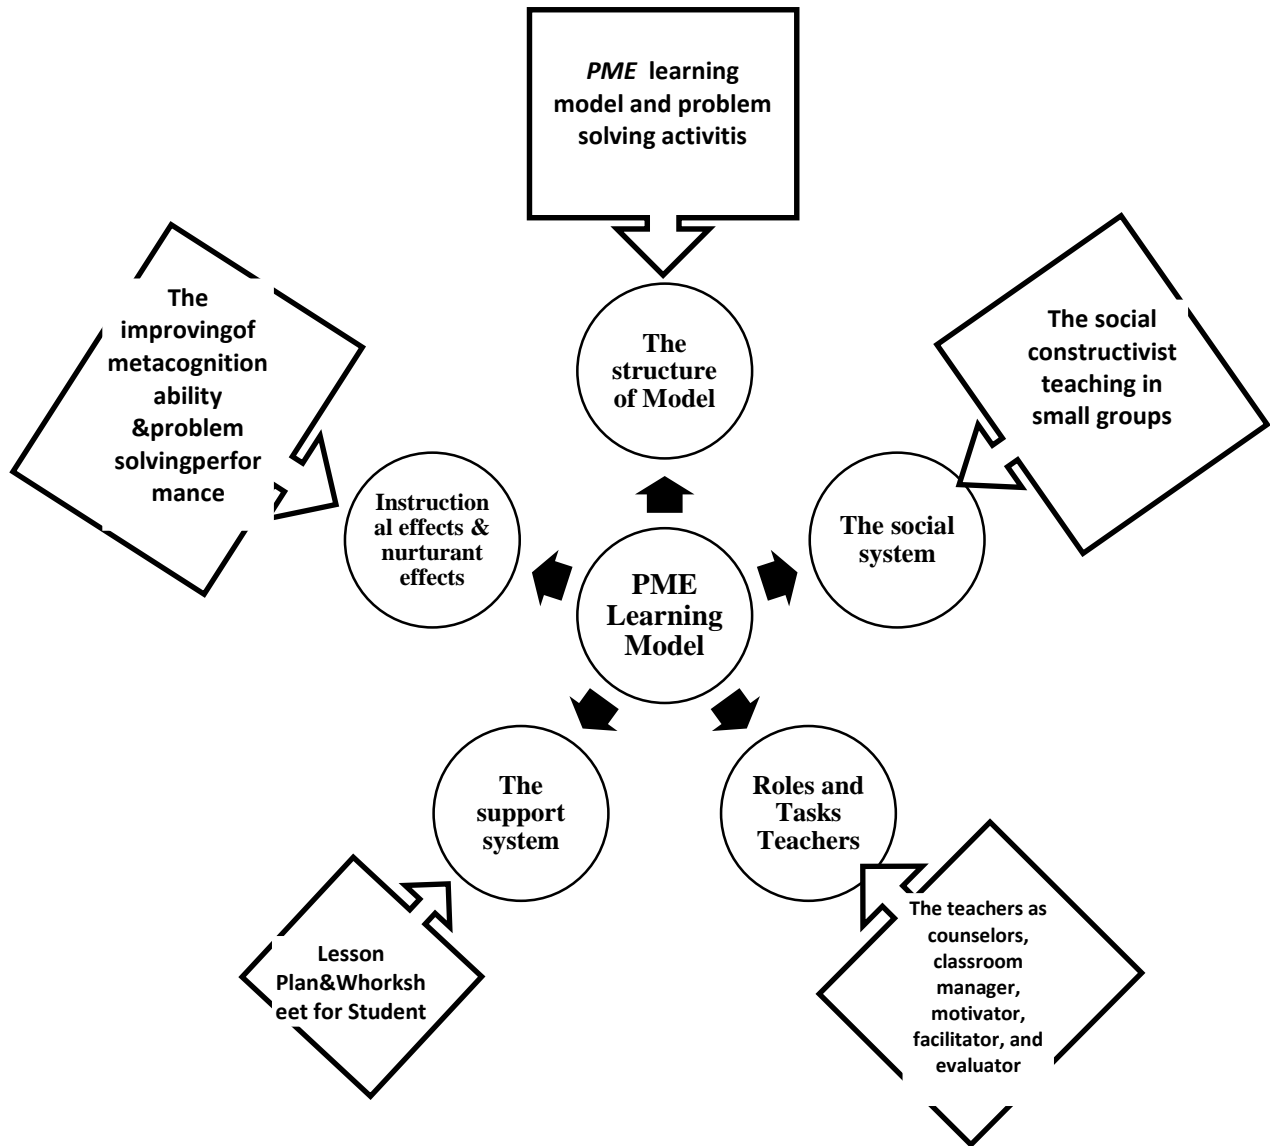 PME learning
model and problem
solving activitis
The
structure
of Model
The social
constructivist
teaching in
small groups
The social
system
The teachers as
counselors,
classroom
manager,
motivator,
facilitator, and
evaluator
Roles and
Tasks
Teachers
Lesson
Plan&Whorksh
eet for Student
The
support
system
The
improvingof
metacognition
ability
&problem
solvingperfor
mance
Instruction
al effects &
nurturant
effects
PME
Learning
Model